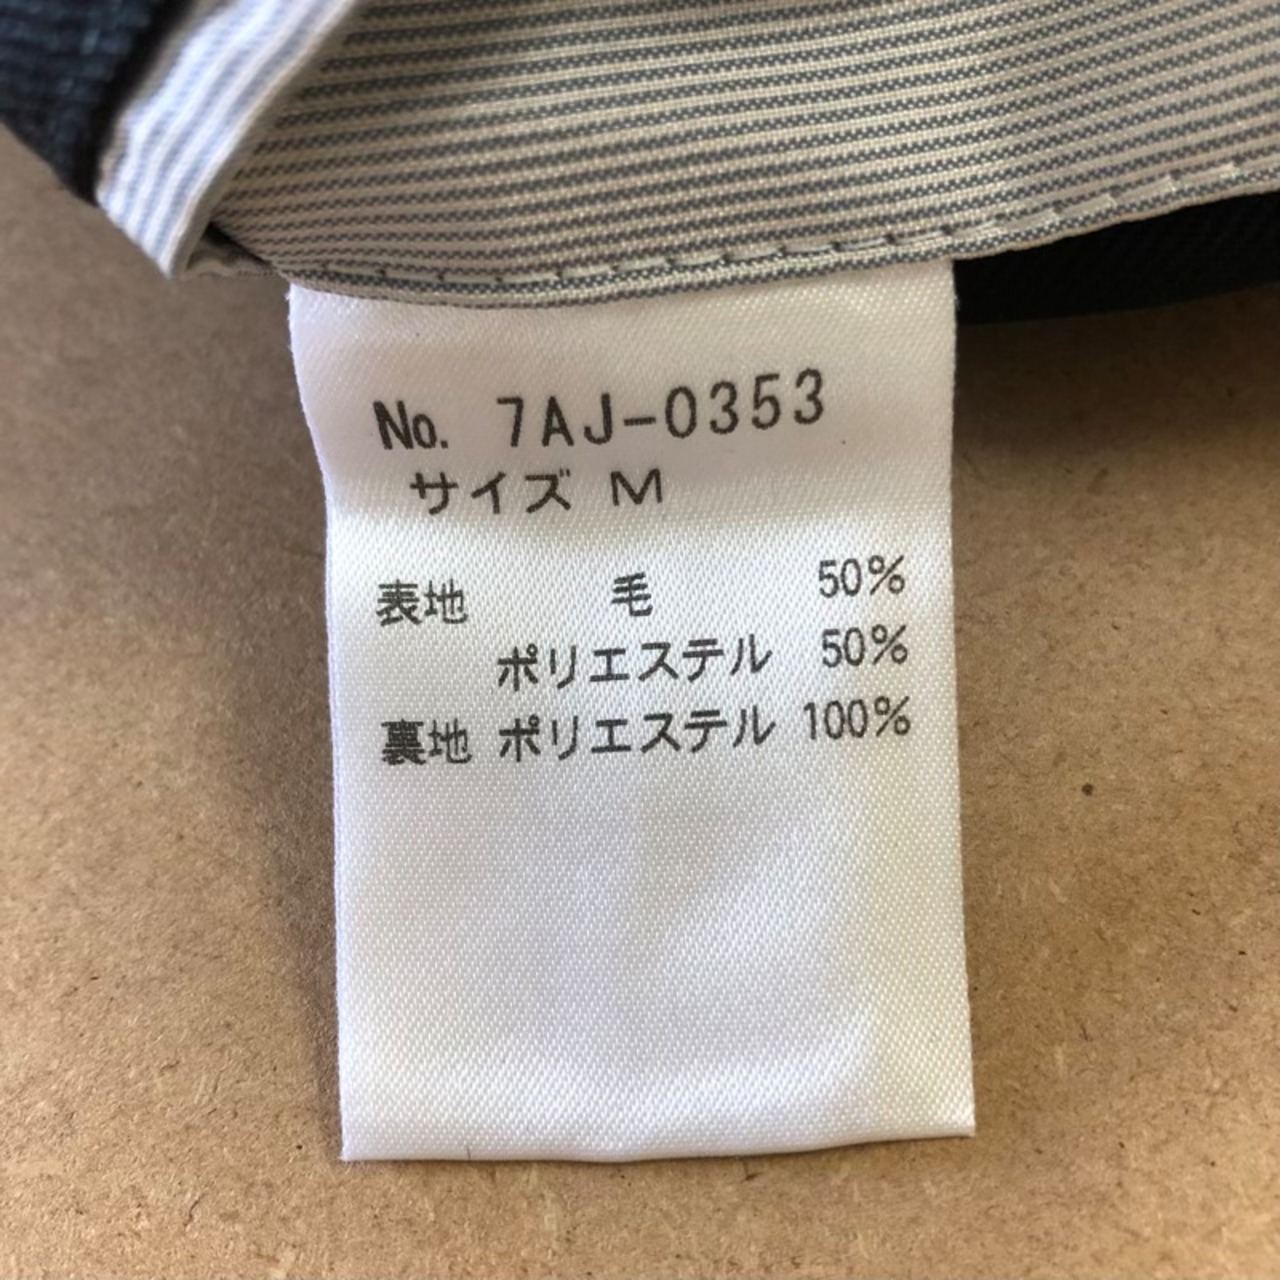 No. 7AJ-0353
サイズ M
表地 毛 50%
ポリエステル 50%
裏地 ポリエステル 100%